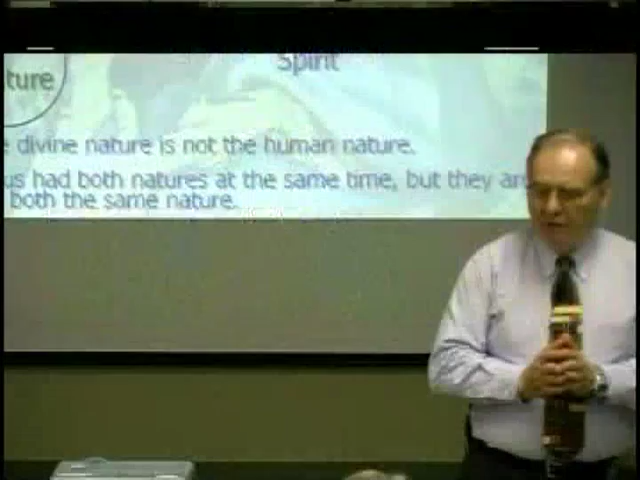 Spirit
ture
divine nature is not the human nature.
us had both natures at the same time, but they ar
both the same nature.